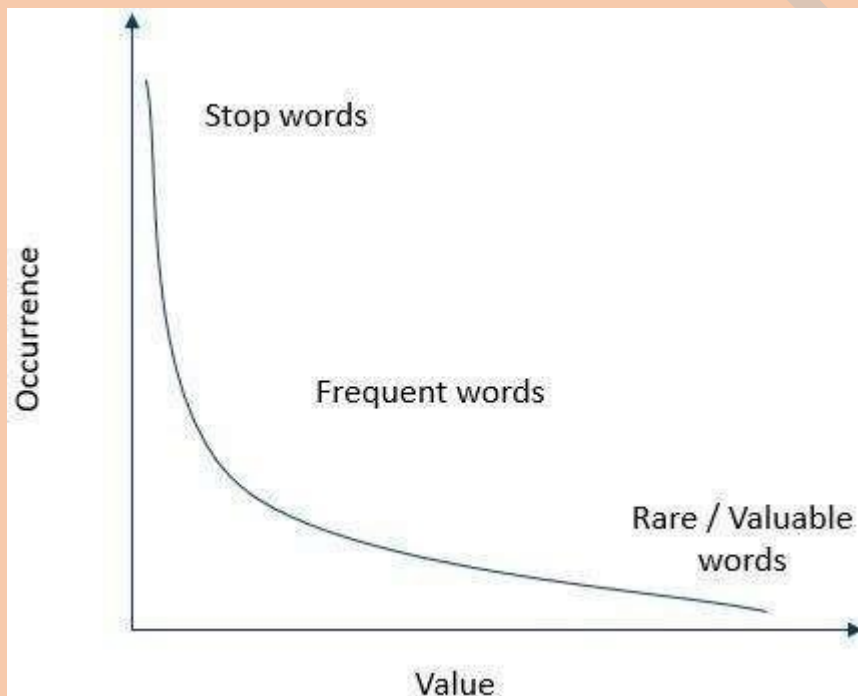 Stop words
Occurrence
Frequent words
Rare / Valuable
words
Value